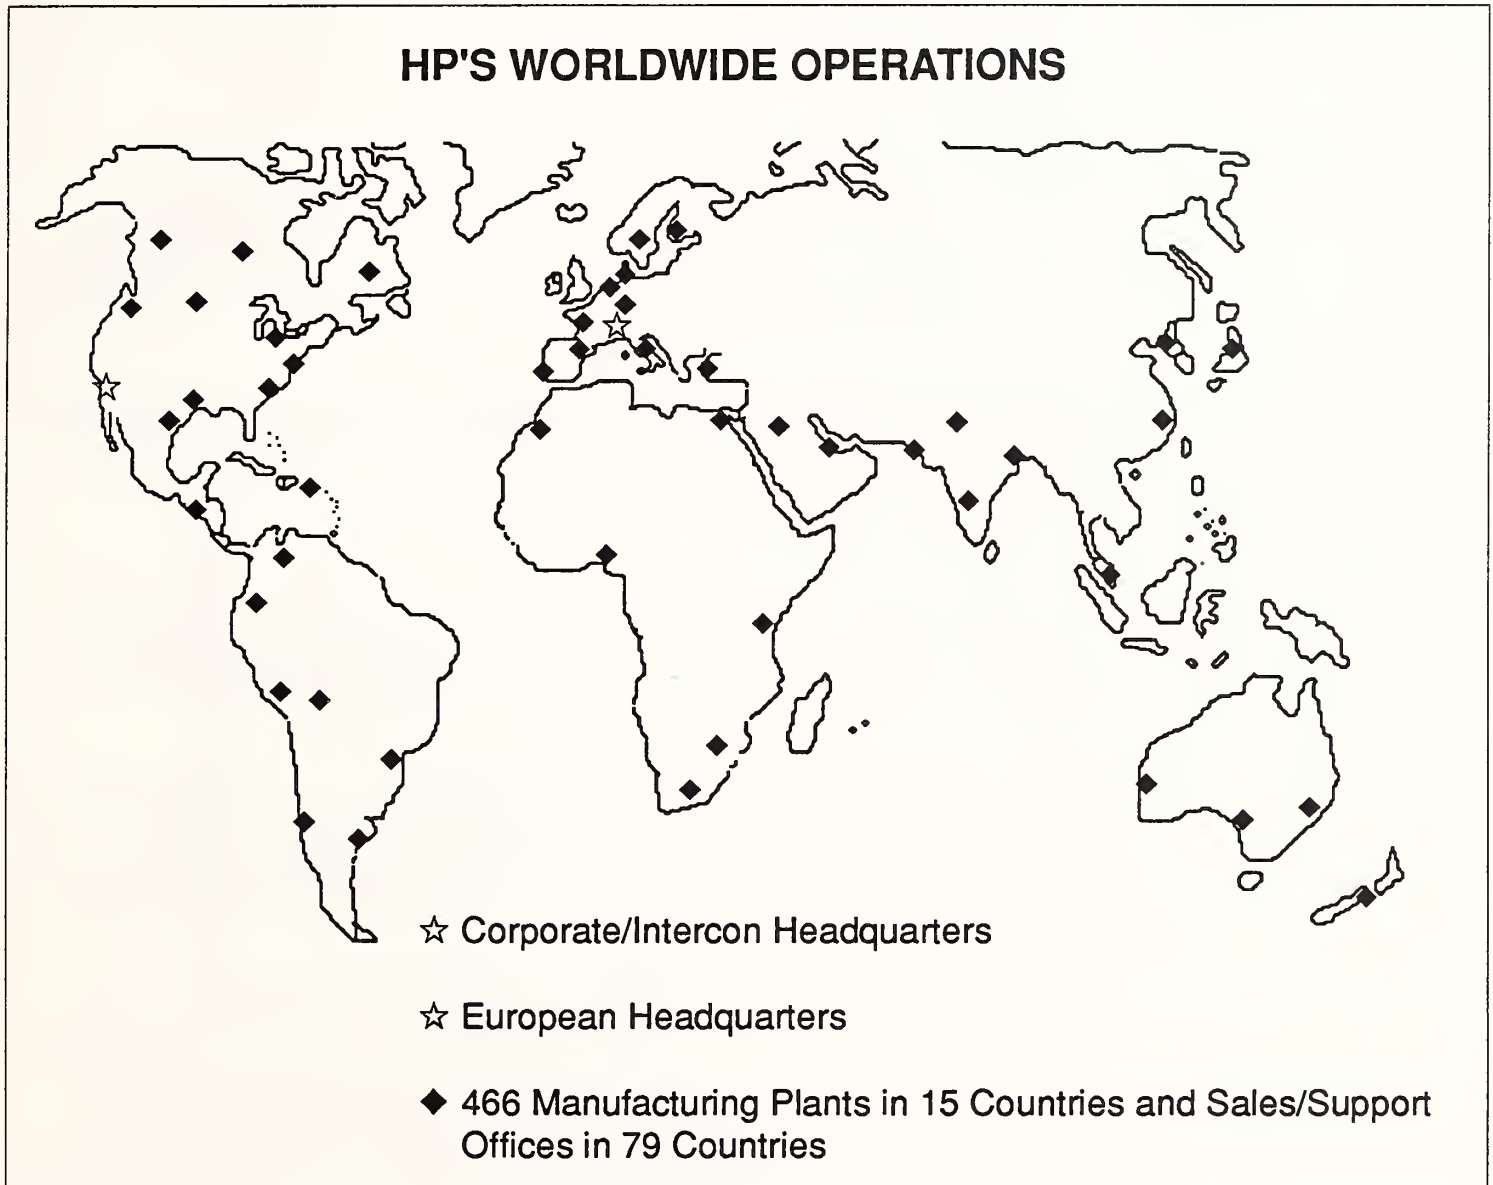 HP'S WORLDWIDE OPERATIONS
Corporate/Intercon Headquarters
European Headquarters
466 Manufacturing Plants in 15 Countries and Sales/Support
Offices in 79 Countries